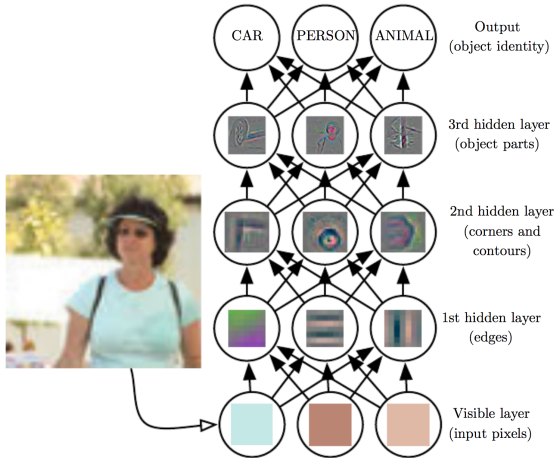 CAR
PERSON
ANIMAL
Output
(object identity)
3rd hidden layer
(object parts)
2nd hidden layer
(corners and
contours)
1st hidden layer
(edges)
Visible layer
(input pixels)